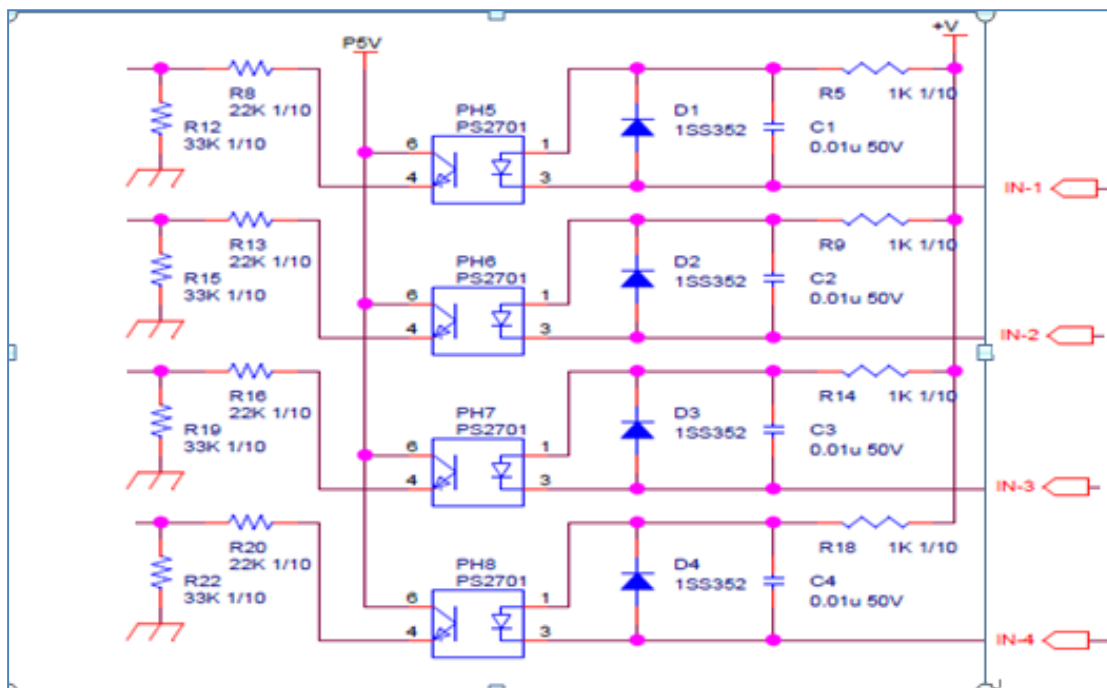 P5V
+V
R8
22K 1/10
R12
33K 1/10
PH5
PS2701
6
4
1
3
D1
1SS352
C1
0.01u 50V
R5 1K 1/10
IN-1
R13
22K 1/10
R15
33K 1/10
PH6
PS2701
6
4
1
3
D2
1SS352
C2
0.01u 50V
R9 1K 1/10
IN-2
R16
22K 1/10
R19
33K 1/10
PH7
PS2701
6
4
1
3
D3
1SS352
C3
0.01u 50V
R14 1K 1/10
IN-3
R20
22K 1/10
R22
33K 1/10
PH8
PS2701
6
4
1
3
D4
1SS352
C4
0.01u 50V
R18 1K 1/10
IN-4